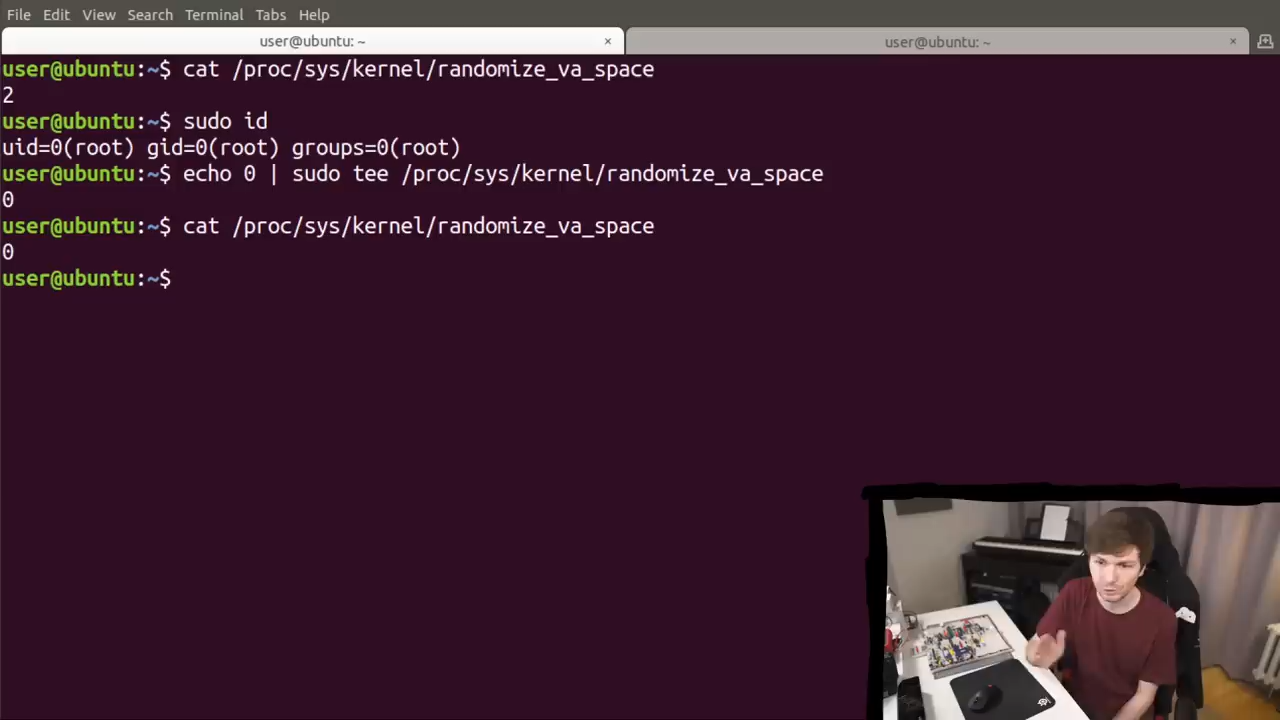 File Edit View Search Terminal Tabs Help
user@ubuntu: ~ × user@ubuntu: ~ ×
user@ubuntu:~$ cat /proc/sys/kernel/randomize_va_space
2
user@ubuntu:~$ sudo id
uid=0(root) gid=0(root) groups=0(root)
user@ubuntu:~$ echo 0 | sudo tee /proc/sys/kernel/randomize_va_space
0
user@ubuntu:~$ cat /proc/sys/kernel/randomize_va_space
0
user@ubuntu:~$